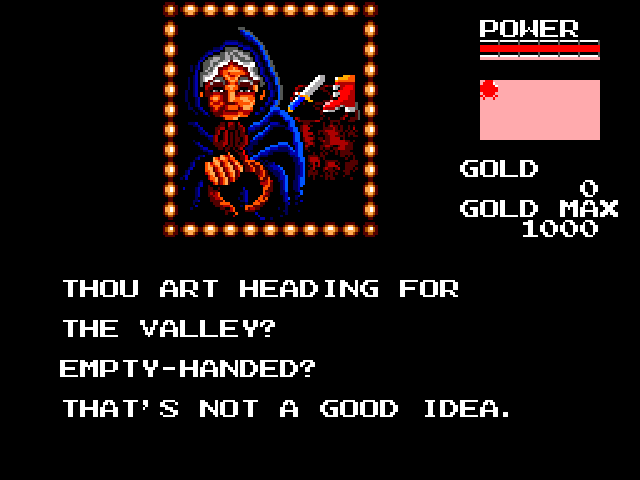 POWER
GOLD
0
GOLD MAX
1000
THOU ART HEADING FOR
THE VALLEY?
EMPTY-HANDED?
THAT'S NOT A GOOD IDEA.